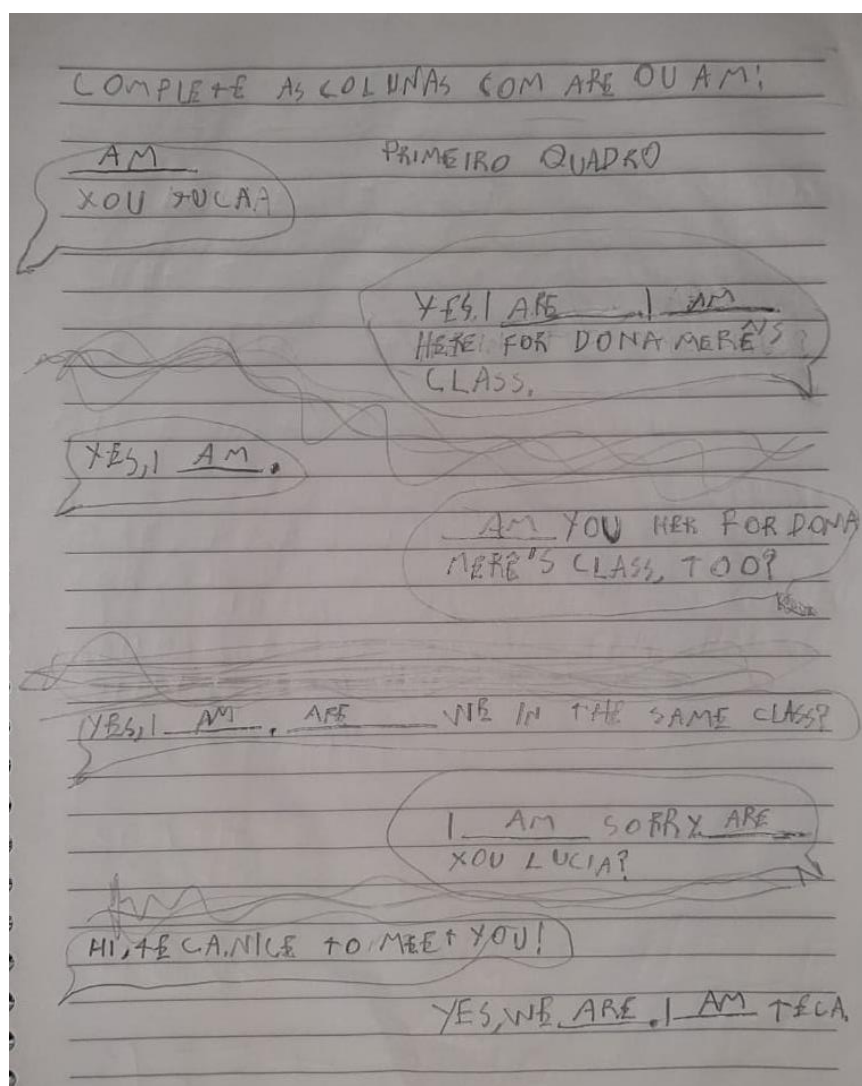 COMPLETE AS COLUNAS COM ARE OU AM:
AM PRIMEIRO QUADRO
YOU
YES, I ARE. I AM
HERE FOR DONA MERÊ'S
CLASS.
YES, I AM.
AM YOU HER FOR DONA
MERÊ'S CLASS, TOO?
YES, I AM. ARE WE IN THE SAME CLASS?
I AM SORRY. ARE
YOU LUCIA?
HI, TECA. NICE TO MEET YOU!
YES, WE ARE. I AM TECA.